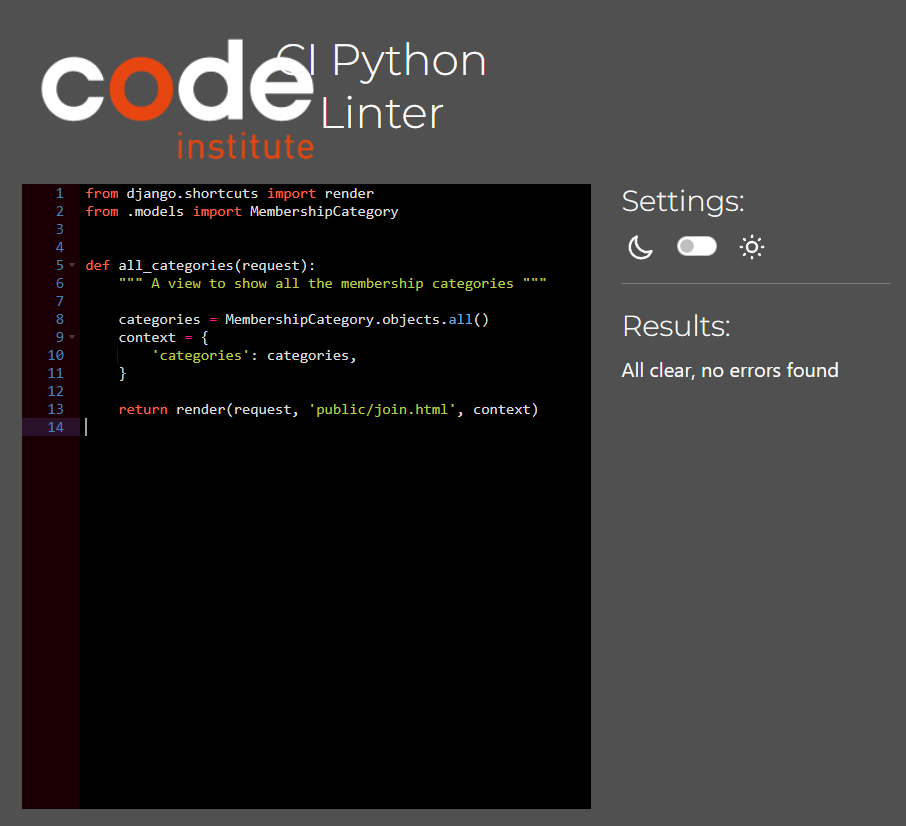 code
institute
CI Python
Linter
1 from django.shortcuts import render
2 from .models import MembershipCategory
3
4
5 def all_categories(request):
6     """ A view to show all the membership categories """
7
8     categories = MembershipCategory.objects.all()
9     context = {
10         'categories': categories,
11     }
12
13     return render(request, 'public/join.html', context)
14
Settings:
Results:
All clear, no errors found